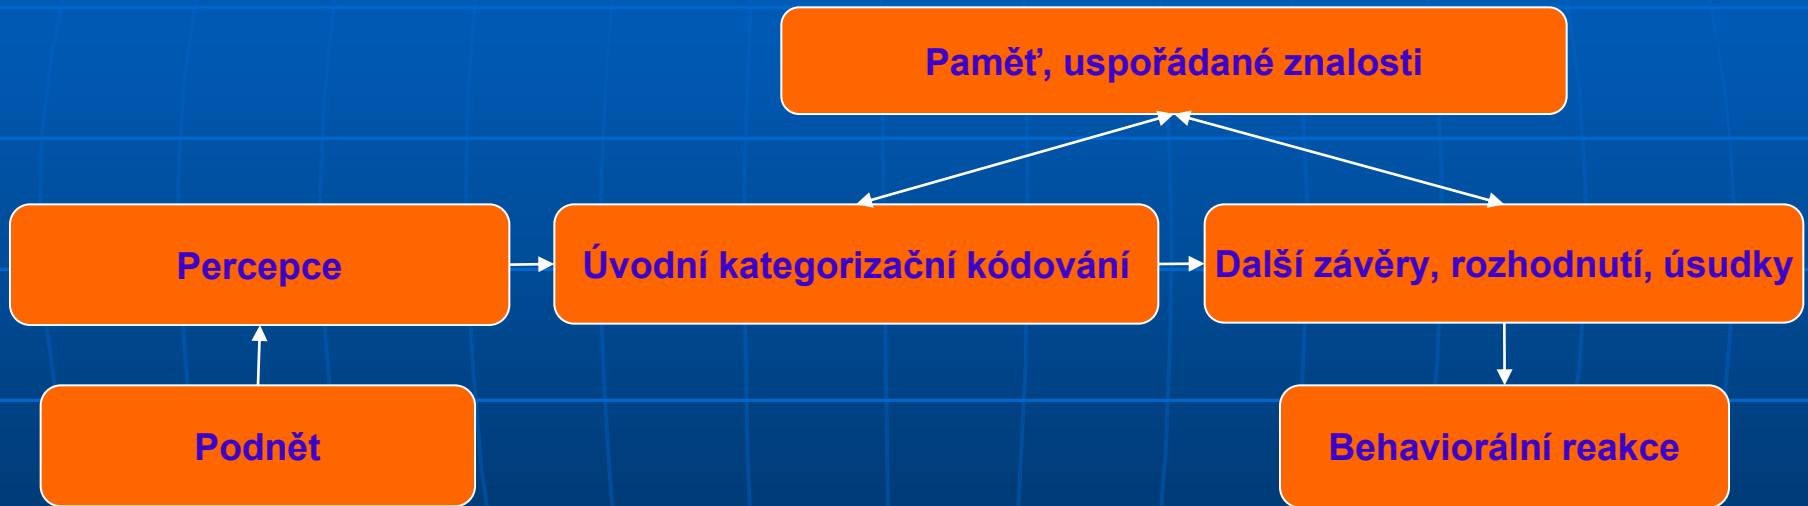 Paměť, uspořádané znalosti
Percepce
Úvodní kategorizační kódování
Další závěry, rozhodnutí, úsudky
Podnět
Behaviorální reakce